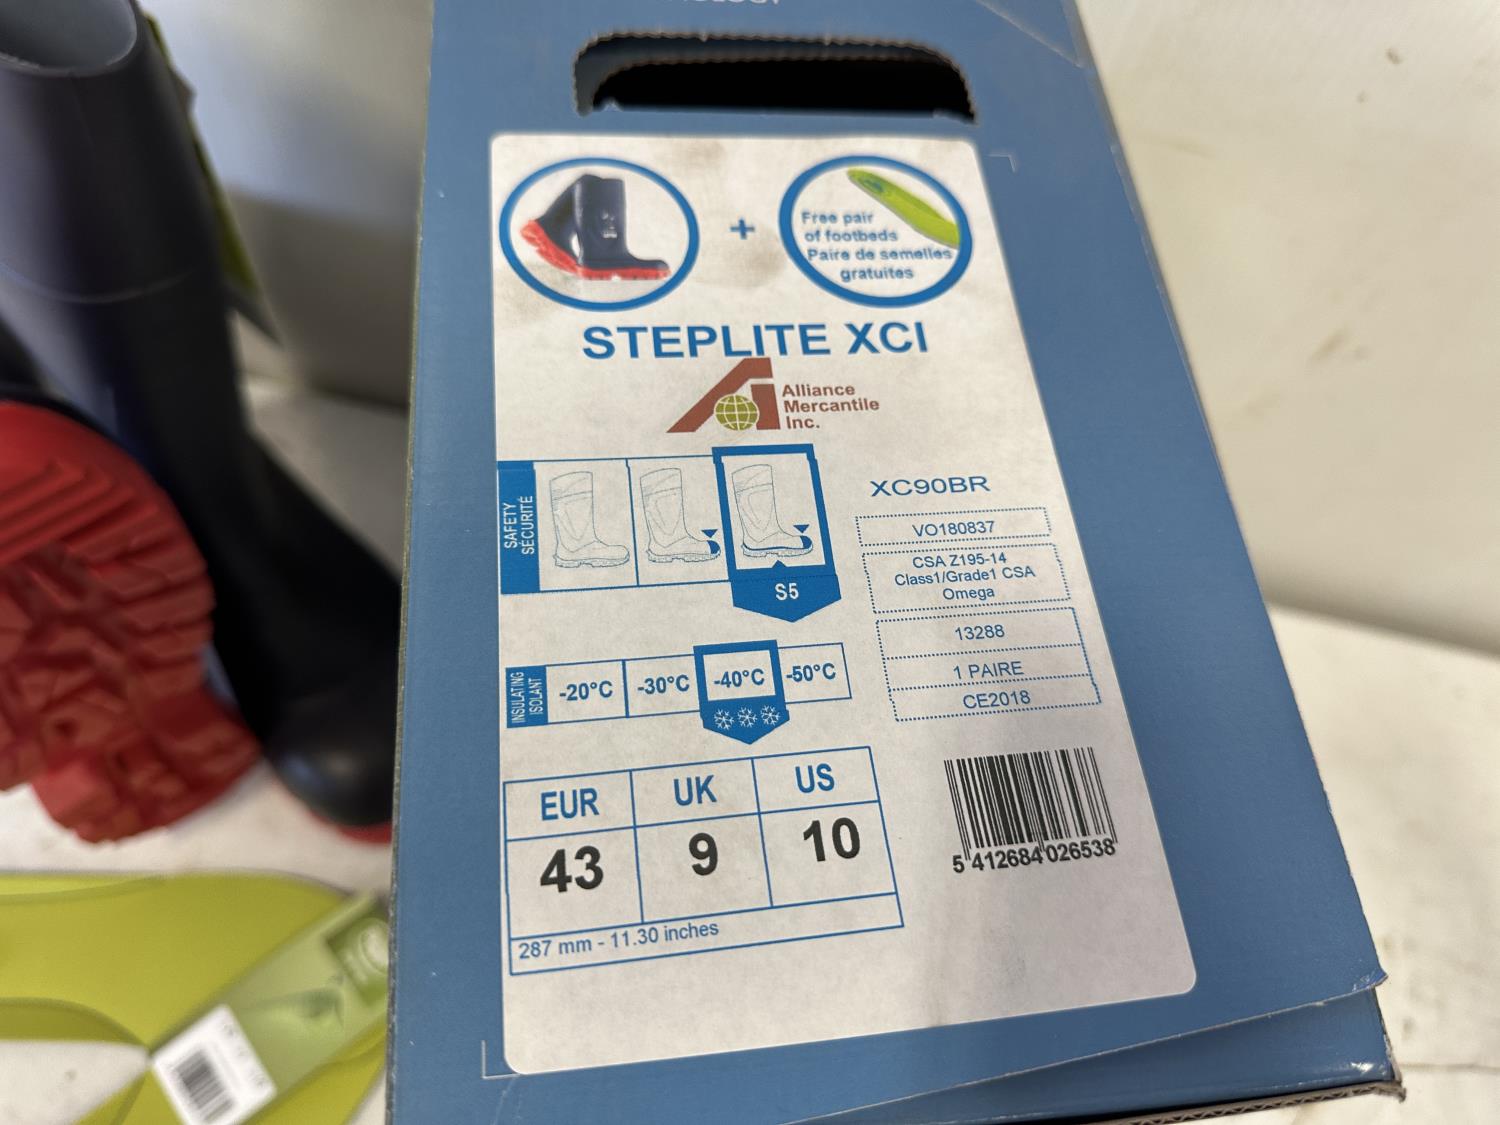 Free pair
of footbeds
Paire de semelles
gratuites
+
STEPLITE XCI
Alliance
Mercantile
Inc.
SAFETY
SÉCURITÉ
S5
XC90BR
VO180837
CSA Z195-14
Class1/Grade1 CSA
Omega
13288
1 PAIRE
CE2018
INSULATING
ISOLANT
-20°C -30°C -40°C -50°C
EUR UK US
43 9 10
287 mm - 11.30 inches
5 412684 026538